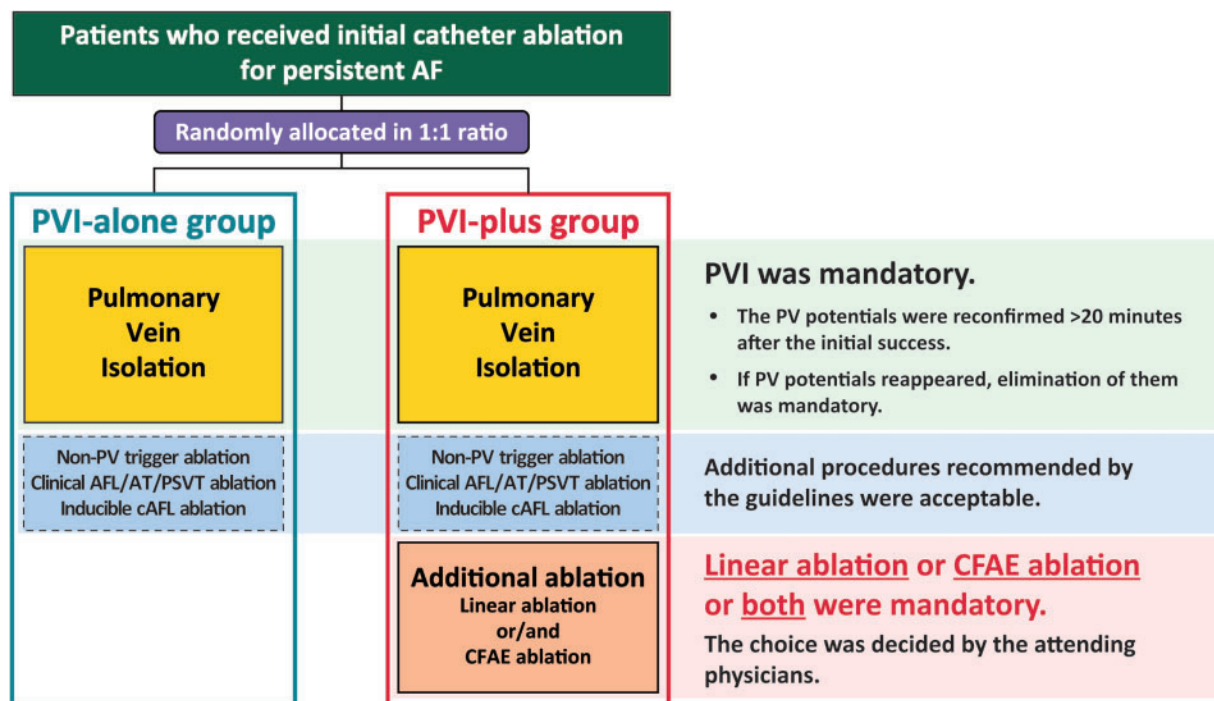 Patients who received initial catheter ablation
for persistent AF
Randomly allocated in 1:1 ratio
PVI-alone group
PVI-plus group
Pulmonary
Vein
Isolation
Pulmonary
Vein
Isolation
PVI was mandatory.
• The PV potentials were reconfirmed >20 minutes
after the initial success.
• If PV potentials reappeared, elimination of them
was mandatory.
Non-PV trigger ablation
Clinical AFL/AT/PSVT ablation
Inducible cAFL ablation
Non-PV trigger ablation
Clinical AFL/AT/PSVT ablation
Inducible cAFL ablation
Additional procedures recommended by
the guidelines were acceptable.
Additional ablation
Linear ablation
or/and
CFAE ablation
Linear ablation or CFAE ablation
or both were mandatory.
The choice was decided by the attending
physicians.